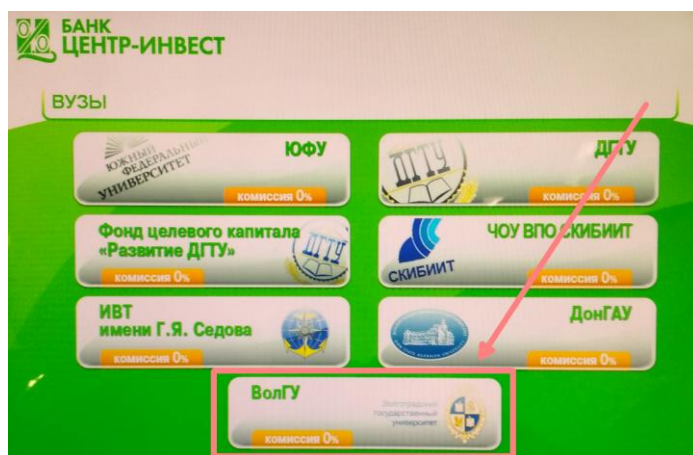 БАНК
ЦЕНТР-ИНВЕСТ
ВУЗЫ
ЮЖНЫЙ
ФЕДЕРАЛЬНЫЙ
УНИВЕРСИТЕТ
ЮФУ
комиссия 0%
ДГТУ
ДГТУ
комиссия 0%
Фонд целевого капитала
«Развитие ДГТУ»
ДГТУ
комиссия 0%
ЧОУ ВПО СКИБИИТ
СКИБИИТ
комиссия 0%
ИВТ
имени Г.Я. Седова
комиссия 0%
ДонГАУ
комиссия 0%
ВолГУ
Волгоградский
государственный
университет
комиссия 0%